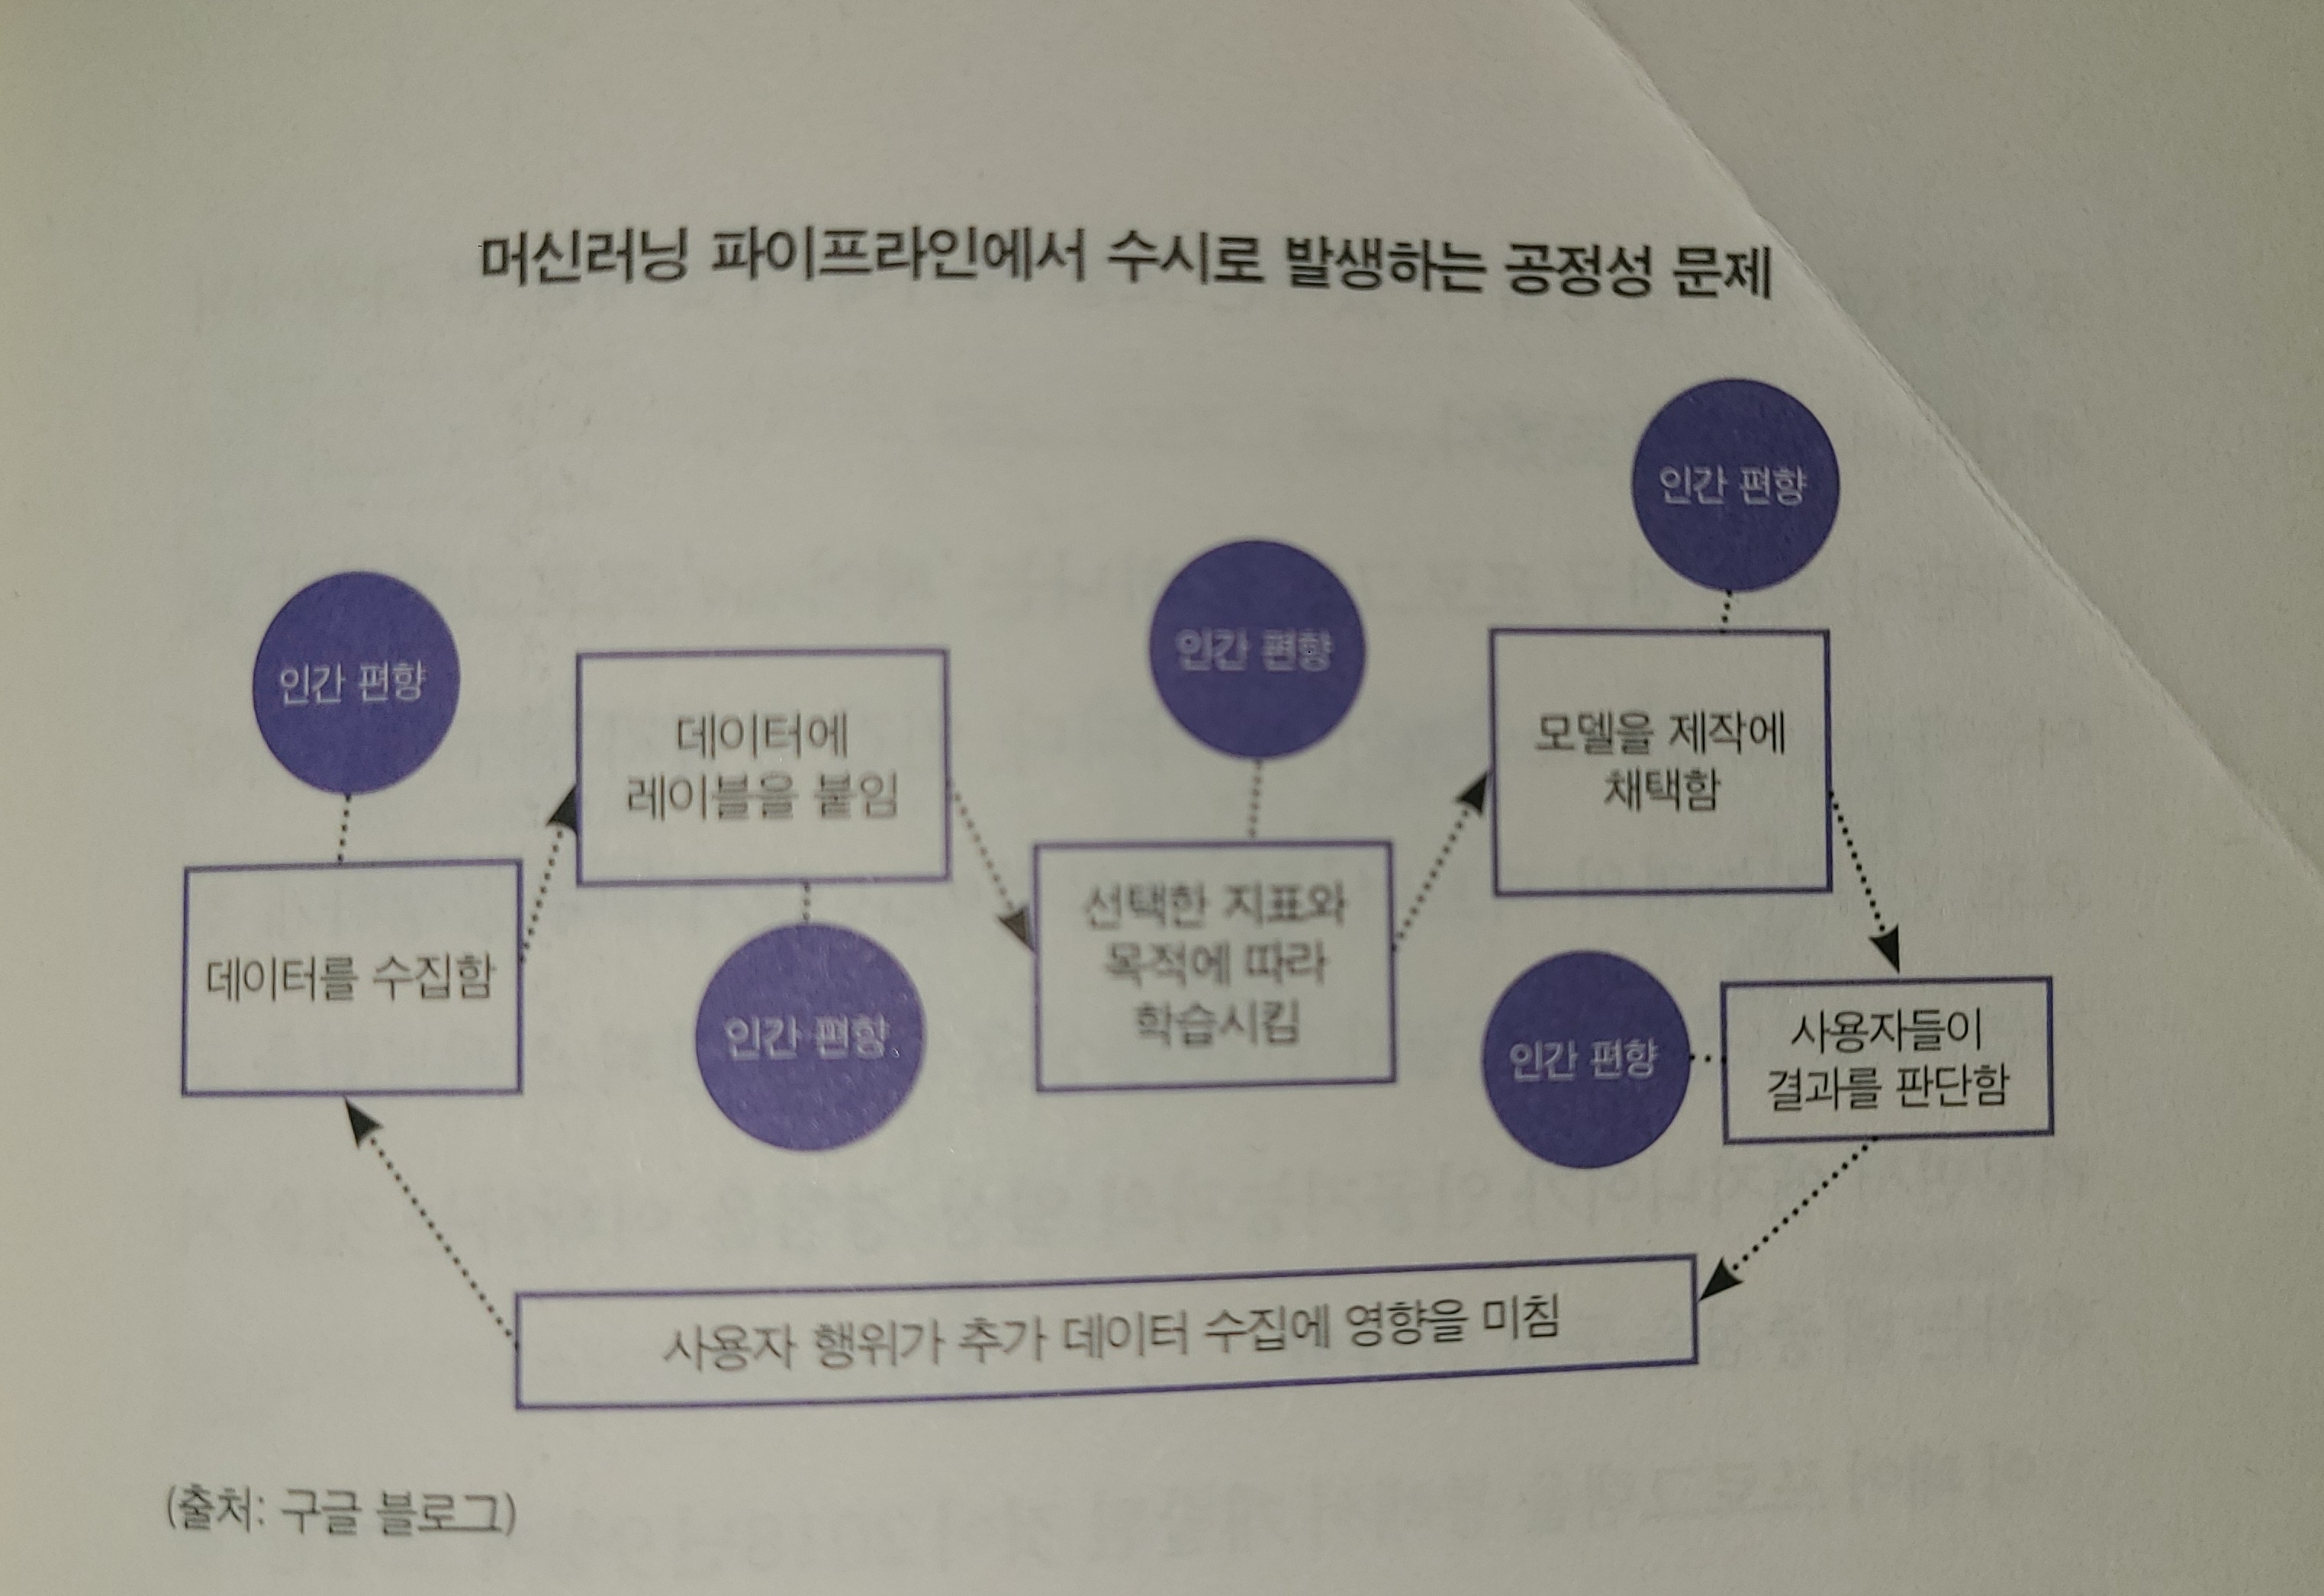 머신러닝 파이프라인에서 수시로 발생하는 공정성 문제
인간 편향
데이터를 수집함
데이터에
레이블을 붙임
인간 편향
인간 편향
선택한 지표와
목적에 따라
학습시킴
인간 편향
모델을 제작에
채택함
인간 편향
사용자들이
결과를 판단함
사용자 행위가 추가 데이터 수집에 영향을 미침
(출처: 구글 블로그)